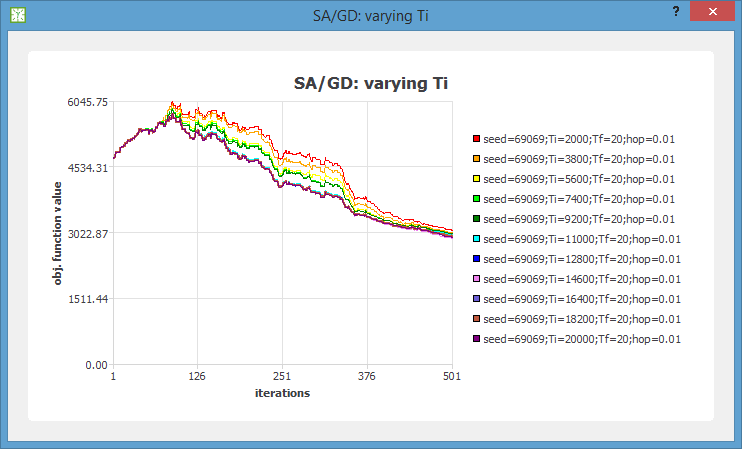 SA/GD: varying Ti
?
SA/GD: varying Ti
6045.75
4534.31
3022.87
1511.44
0.00
obj. function value
1
126
251
376
501
iterations
seed=69069;Ti=2000;Tf=20;hop=0.01
seed=69069;Ti=3800;Tf=20;hop=0.01
seed=69069;Ti=5600;Tf=20;hop=0.01
seed=69069;Ti=7400;Tf=20;hop=0.01
seed=69069;Ti=9200;Tf=20;hop=0.01
seed=69069;Ti=11000;Tf=20;hop=0.01
seed=69069;Ti=12800;Tf=20;hop=0.01
seed=69069;Ti=14600;Tf=20;hop=0.01
seed=69069;Ti=16400;Tf=20;hop=0.01
seed=69069;Ti=18200;Tf=20;hop=0.01
seed=69069;Ti=20000;Tf=20;hop=0.01